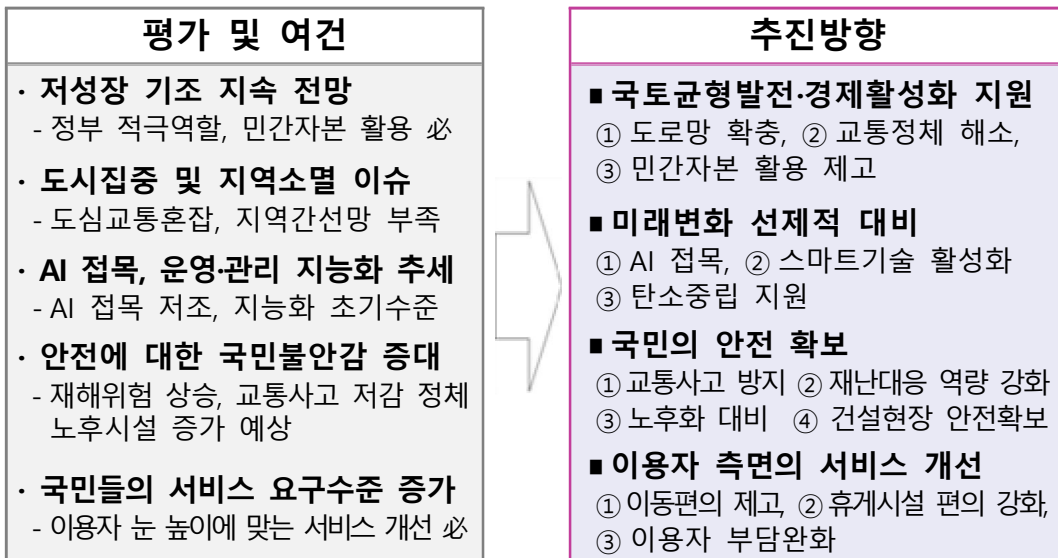 평가 및 여건
· 저성장 기조 지속 전망
- 정부 적극역할, 민간자본 활용 必
· 도시집중 및 지역소멸 이슈
- 도심교통혼잡, 지역간선망 부족
· AI 접목, 운영·관리 지능화 추세
- AI 접목 저조, 지능화 초기수준
· 안전에 대한 국민불안감 증대
- 재해위험 상승, 교통사고 저감 정체
노후시설 증가 예상
· 국민들의 서비스 요구수준 증가
- 이용자 눈 높이에 맞는 서비스 개선 必
추진방향
■ 국토균형발전·경제활성화 지원
① 도로망 확충, ② 교통정체 해소,
③ 민간자본 활용 제고
■ 미래변화 선제적 대비
① AI 접목, ② 스마트기술 활성화
③ 탄소중립 지원
■ 국민의 안전 확보
① 교통사고 방지 ② 재난대응 역량 강화
③ 노후화 대비 ④ 건설현장 안전확보
■ 이용자 측면의 서비스 개선
① 이동편의 제고, ② 휴게시설 편의 강화,
③ 이용자 부담완화